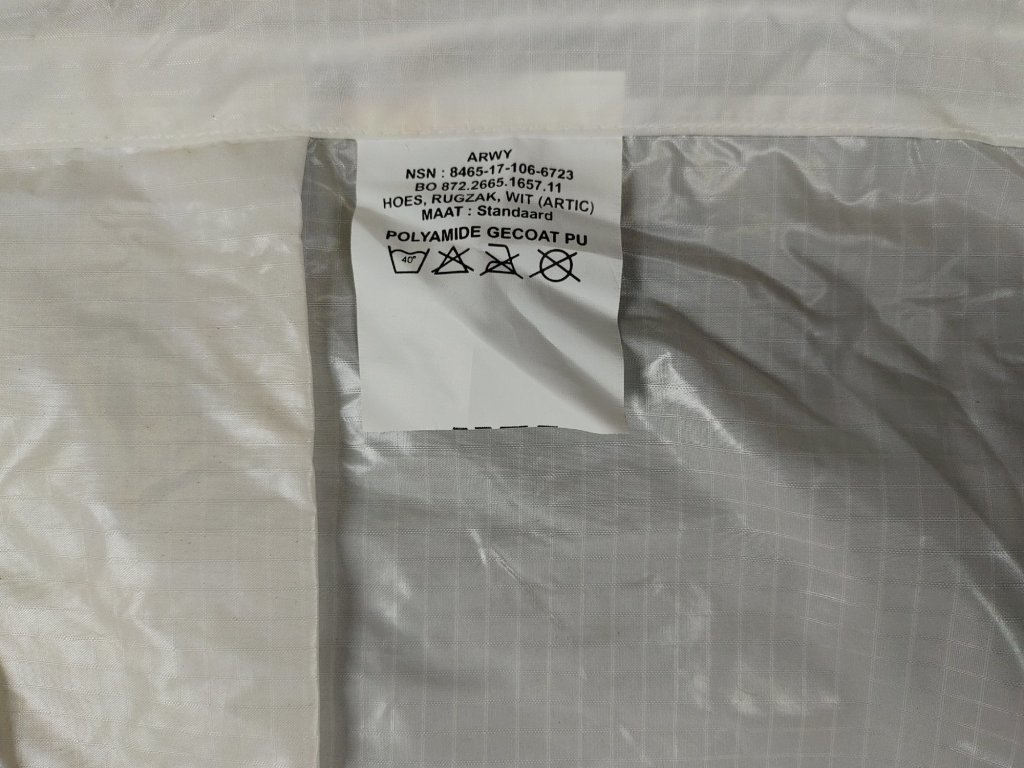 ARWY
NSN : 8465-17-106-6723
BO 872.2665.1657.11
HOES, RUGZAK, WIT (ARTIC)
MAAT : Standaard
POLYAMIDE GECOAT PU
40°